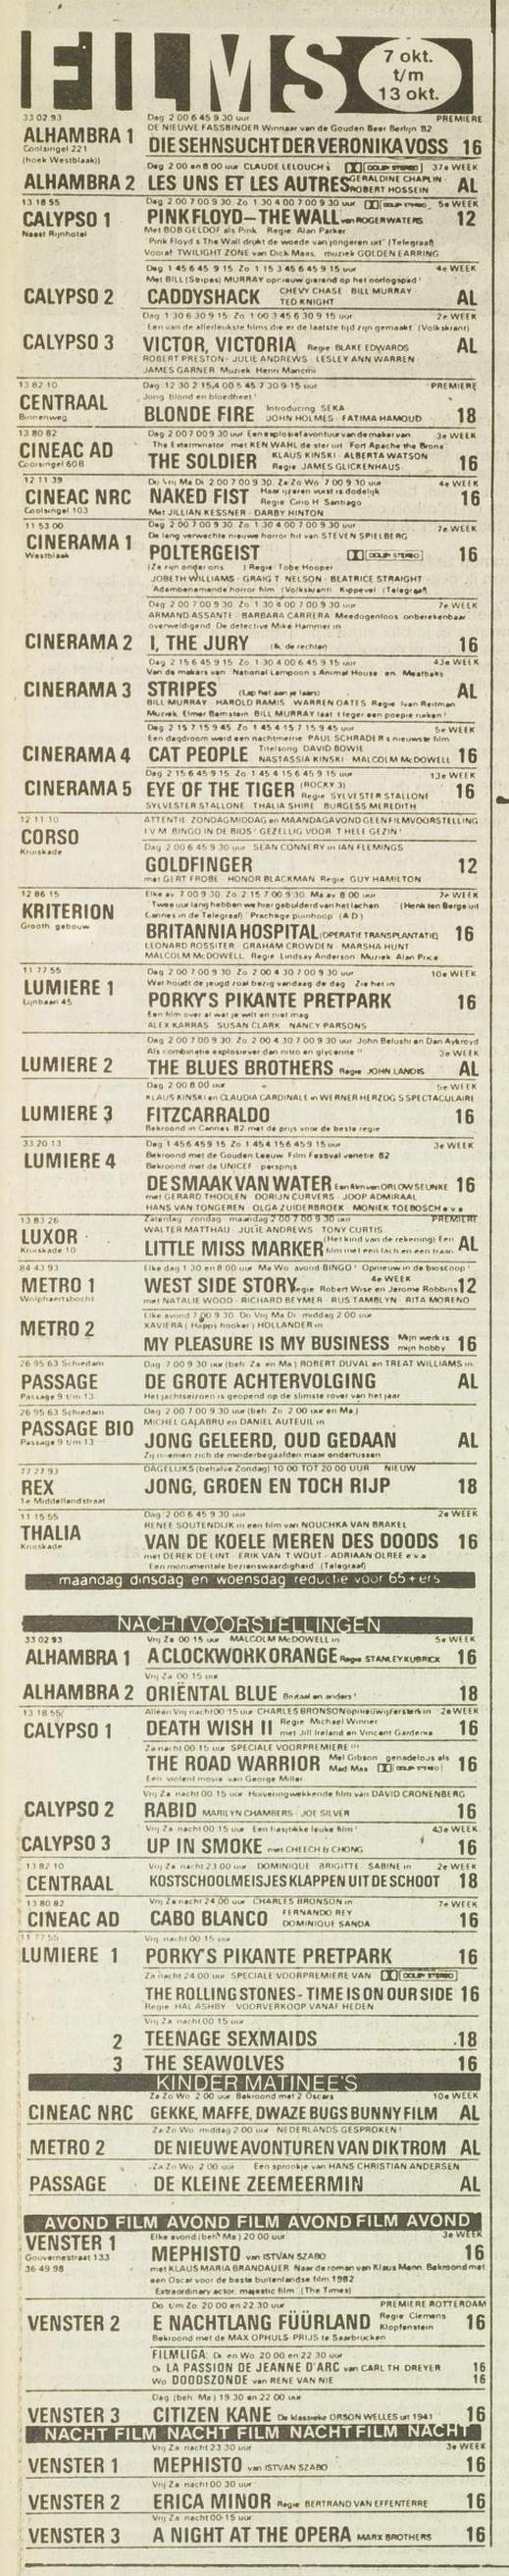 FILMS
7 okt.
t/m
13 okt.
33 02 93 Dag 2 00 6 45 9 30 uur PREMIERE
DE NIEUWE FASSBINDER Winnaar van de Gouden Beer Berlijn '82
ALHAMBRA 1 DIE SEHNSUCHT DER VERONIKA VOSS 16
Coolsingel 221
(hoek Westblaak)
Dag 2 00 en 8 00 uur CLAUDE LELOUCH's DOLBY STEREO 37e WEEK
ALHAMBRA 2 LES UNS ET LES AUTRES GERALDINE CHAPLIN ROBERT HOSSEIN AL
13 18 55 Dag 2 00 7 00 9 30 Zo 1 30 4 00 7 00 9 30 uur DOLBY STEREO 5e WEEK
CALYPSO 1 PINK FLOYD – THE WALL van ROGER WATERS 12
Naast Rijnhotel Met BOB GELDOF als Pink Regie Alan Parker
"Pink Floyd s The Wall drukt de woede van jongeren uit" (Telegraaf)
Vooraf TWILIGHT ZONE van Dick Maas, muziek GOLDEN EARRING
Dag 1 45 6 45 9 15 Zo 1 15 3 45 6 45 9 15 uur 4e WEEK
Met BILL (Stripes) MURRAY opnieuw gierend op het oorlogspad'
CALYPSO 2 CADDYSHACK CHEVY CHASE - BILL MURRAY - TED KNIGHT AL
Dag 1 30 6 30 9 15 Zo 1 00 3 45 6 30 9 15 uur 2e WEEK
Een van de allerleukste films die er de laatste tijd zijn gemaakt (Volkskrant)
CALYPSO 3 VICTOR, VICTORIA Regie BLAKE EDWARDS AL
ROBERT PRESTON - JULIE ANDREWS - LESLEY ANN WARREN
JAMES GARNER Muziek Henri Mancini
13 82 10 Dag 12 30 2 15 4 00 5 45 7 30 9 15 uur PREMIERE
Jong blond en bloedheet'
CENTRAAL BLONDE FIRE Introducing SEKA JOHN HOLMES - FATIMA HAMOUD 18
Binnenweg
13 80 82 Dag 2 00 7 00 9 30 uur Een explosief avontuur van de maker van 3e WEEK
The Exterminator met KEN WAHL de ster uit Fort Apache the Bronx
CINEAC AD THE SOLDIER KLAUS KINSKI - ALBERTA WATSON Regie JAMES GLICKENHAUS 16
Coolsingel 60B
12 11 39 Do Vrij Ma Di 2 00 7 00 9 30 Za Zo Wo 7 00 9 30 uur 4e WEEK
CINEAC NRC NAKED FIST Haar ijzeren vuist is dodelijk Regie Cirio H Santiago 16
Coolsingel 103 Met JILLIAN KESSNER - DARBY HINTON
11 53 00 Dag 2 00 7 00 9 30 Zo 1 30 4 00 7 00 9 30 uur 7e WEEK
De lang verwachte nieuwe horror hit van STEVEN SPIELBERG
CINERAMA 1 POLTERGEIST DOLBY STEREO 16
Westblaak (Ze zijn onder ons) Regie Tobe Hooper
JOBETH WILLIAMS - GRAIG T NELSON - BEATRICE STRAIGHT
Adembenemende horror film (Volkskrant) Kippevel (Telegraaf)
Dag 2 00 7 00 9 30 Zo 1 30 4 00 7 00 9 30 uur 7e WEEK
ARMAND ASSANTE - BARBARA CARRERA Meedogenloos onberekenbaar
overweldigend De detective Mike Hammer in
CINERAMA 2 I, THE JURY (Ik, de rechter) 16
Dag 2 15 6 45 9 15 Zo 1 30 4 00 6 45 9 15 uur 43e WEEK
Van de makers van National Lampoon s Animal House en Meatballs
CINERAMA 3 STRIPES (Lap het aan je laars) AL
BILL MURRAY HAROLD RAMIS WARREN OATES Regie Ivan Reitman
Muziek Elmer Bernstein BILL MURRAY laat t leger een poepie ruiken'
Dag 2 15 7 15 9 45 Zo 1 45 4 15 7 15 9 45 uur 5e WEEK
Een dagdroom werd een nachtmerrie PAUL SCHRADER s nieuwste film
CINERAMA 4 CAT PEOPLE Titelsong DAVID BOWIE NASTASSIA KINSKI MALCOLM McDOWELL 16
Dag 2 15 6 45 9 15 Zo 1 45 4 15 6 45 9 15 uur 13e WEEK
CINERAMA 5 EYE OF THE TIGER (ROCKY 3) Regie SYLVESTER STALLONE 16
SYLVESTER STALLONE THALIA SHIRE BURGESS MEREDITH
12 11 10 ATTENTIE ZONDAGMIDDAG en MAANDAGAVOND GEEN FILMVOORSTELLING
CORSO I V M BINGO IN DE BIOS' GEZELLIG VOOR T HELE GEZIN'
Kruiskade Dag 2 00 6 45 9 30 uur SEAN CONNERY in IAN FLEMINGS
GOLDFINGER 12
met GERT FROBE HONOR BLACKMAN Regie GUY HAMILTON
12 86 15 Elke av 7 00 9 30 Zo 2 15 7 00 9 30 Ma av 8 00 uur 7e WEEK
KRITERION Twee uur lang hebben we hier gebulderd van het lachen (Henk ten Berge uit
Grooth gebouw Cannes in de Telegraaf) Prachtige puinhoop (A D)
BRITANNIA HOSPITAL (OPERATIE TRANSPLANTATIE) 16
LEONARD ROSSITER GRAHAM CROWDEN MARSHA HUNT
MALCOLM McDOWELL Regie Lindsay Anderson Muziek Alan Price
11 77 55 Dag 2 00 7 00 9 30 Zo 2 00 4 30 7 00 9 30 uur 10e WEEK
Wat houdt de jeugd zoal bezig vandaag de dag Zie het in
LUMIERE 1 PORKY'S PIKANTE PRETPARK 16
Lijnbaan 45 Een film over al wat je wilt en niet mag
ALEX KARRAS SUSAN CLARK NANCY PARSONS
Dag 2 00 7 00 9 30 Zo 2 00 4 30 7 00 9 30 uur John Belushi en Dan Aykroyd
Als combinatie explosiever dan nitro en glycerine'' 3e WEEK
LUMIERE 2 THE BLUES BROTHERS Regie JOHN LANDIS AL
Dag 2 00 8 00 uur 5e WEEK
KLAUS KINSKI en CLAUDIA CARDINALE in WERNER HERZOG S SPECTACULAIRE
LUMIERE 3 FITZCARRALDO 16
Bekroond in Cannes 82 met de prijs voor de beste regie
33 20 13 Dag 1 45 6 45 9 15 Zo 1 45 4 15 6 45 9 15 uur 3e WEEK
Bekroond met de Gouden Leeuw Film Festival venetie 82
LUMIERE 4 Bekroond met de UNICEF - persprijs
DE SMAAK VAN WATER Een film van ORLOW SEUNKE 16
met GERARD THOOLEN DORIJN CURVERS - JOOP ADMIRAAL
HANS VAN TONGEREN OLGA ZUIDERHOEK MONIEK TOEBOSCH e v a
13 83 26 Zaterdag zondag maandag 2 00 7 00 9 30 uur PREMIERE
WALTER MATTHAU - JULIE ANDREWS - TONY CURTIS
LUXOR LITTLE MISS MARKER (Het kind van de rekening) Een film met een lach en een traan AL
Kruiskade 10
84 43 93 Elke dag 1 30 en 8 00 uur Ma Wo avond BINGO' Opnieuw in de bioscoop'
METRO 1 WEST SIDE STORY 4e WEEK Regie Robert Wise en Jerome Robbins 12
Wolphaertsbocht met NATALIE WOOD - RICHARD BEYMER - RUS TAMBLYN - RITA MORENO
Elke avond 7 00 9 30 Do Vrij Ma Di middag 2 00 uur
METRO 2 XAVIERA (Happy hooker) HOLLANDER in
MY PLEASURE IS MY BUSINESS Mijn werk is mijn hobby 16
26 95 63 Schiedam Dag 7 00 9 30 uur (beh Za en Ma) ROBERT DUVAL en TREAT WILLIAMS in
PASSAGE DE GROTE ACHTERVOLGING AL
Passage 9 t/m 13 Het jachtseizoen is geopend op de slimste rover van het jaar
26 95 63 Schiedam Dag 2 00 7 00 9 30 uur (beh Zo 2 00 uur en Ma)
PASSAGE BIO MICHEL GALABRU en DANIEL AUTEUIL in
Passage 9 t/m 13 JONG GELEERD, OUD GEDAAN AL
Zij noemen zich de minderbegaafden maar ondertussen
77 27 93 DAGELIJKS (behalve Zondag) 10 00 TOT 20 00 UUR NIEUW
REX JONG, GROEN EN TOCH RIJP 18
1e Middellandstraat
11 15 55 Dag 2 00 6 45 9 30 uur 2e WEEK
RENEE SOUTENDIJK in een film van NOUCHKA VAN BRAKEL
THALIA VAN DE KOELE MEREN DES DOODS 16
Kruiskade met DEREK DE LINT - ERIK VAN T WOUT - ADRIAAN OLREE e v a
Een monumentale bezienswaardigheid (Telegraaf)
maandag dinsdag en woensdag reductie voor 65+ers
NACHTVOORSTELLINGEN
33 02 93 Vrij Za 00 15 uur MALCOLM McDOWELL in 5e WEEK
ALHAMBRA 1 A CLOCKWORK ORANGE Regie STANLEY KUBRICK 16
Vrij Za 00 15 uur
ALHAMBRA 2 ORIËNTAL BLUE Brutaal en anders' 18
13 18 55 Alleen Vrij nacht 00 15 uur CHARLES BRONSON opnieuw ijzersterk in 2e WEEK
CALYPSO 1 DEATH WISH II Regie Michael Winner met Jill Ireland en Vincent Gardenia 16
Za nacht 00 15 uur SPECIALE VOORPREMIERE'''
THE ROAD WARRIOR Mel Gibson genadeloos als Mad Max DOLBY STEREO 16
Een violent movie van George Miller
Vrij Za nacht 00 15 uur Huiveringwekkende film van DAVID CRONENBERG
CALYPSO 2 RABID MARILYN CHAMBERS - JOE SILVER 16
Vrij Za nacht 00 15 uur Een hasjikke leuke film' 43e WEEK
CALYPSO 3 UP IN SMOKE met CHEECH & CHONG 16
13 82 10 Vrij Za nacht 23 00 uur DOMINIQUE BRIGITTE SABINE in 2e WEEK
CENTRAAL KOSTSCHOOLMEISJES KLAPPEN UIT DE SCHOOT 18
13 80 82 Vrij Za nacht 24 00 uur CHARLES BRONSON in 7e WEEK
CINEAC AD CABO BLANCO FERNANDO REY DOMINIQUE SANDA 16
11 77 55 Vrij nacht 00 15 uur
LUMIERE 1 PORKY'S PIKANTE PRETPARK 16
Za nacht 24 00 uur SPECIALE VOORPREMIERE VAN DOLBY STEREO
THE ROLLING STONES - TIME IS ON OUR SIDE 16
Regie HAL ASHBY VOORVERKOOP VANAF HEDEN
Vrij Za nacht 00 15 uur
2 TEENAGE SEXMAIDS 18
3 THE SEAWOLVES 16
KINDER MATINEE'S
Za Zo Wo 2 00 uur Bekroond met 2 Oscars 10e WEEK
CINEAC NRC GEKKE, MAFFE, DWAZE BUGS BUNNY FILM AL
Za Zo Wo middag 2 00 uur NEDERLANDS GESPROKEN'
METRO 2 DE NIEUWE AVONTUREN VAN DIK TROM AL
Za Zo Wo 2 00 uur Een sprookje van HANS CHRISTIAN ANDERSEN
PASSAGE DE KLEINE ZEEMEERMIN AL
AVOND FILM AVOND FILM AVOND FILM AVOND
VENSTER 1 Elke avond (beh Ma) 20 00 uur 3e WEEK
Gouvernestraat 133 MEPHISTO van ISTVAN SZABO 16
36 49 98 met KLAUS MARIA BRANDAUER Naar de roman van Klaus Mann Bekroond met
een Oscar voor de beste buitenlandse film 1982
Extraordinary actor, majestic film (The Times)
Do t/m Zo 20 00 en 22 30 uur PREMIERE ROTTERDAM
VENSTER 2 E NACHTLANG FÜÜRLAND Regie Clemens Klopfenstein 16
Bekroond met de MAX OPHULS PRIJS te Saarbrucken
FILMLIGA: Di en Wo 20 00 en 22 30 uur
Di LA PASSION DE JEANNE D'ARC van CARL TH DREYER 16
Wo DOODSZONDE van RENE VAN NIE 16
Dag (beh Ma) 19 30 en 22 00 uur
VENSTER 3 CITIZEN KANE De klassieke ORSON WELLES uit 1941 16
NACHT FILM NACHT FILM NACHT FILM NACHT
Vrij Za nacht 23 30 uur 3e WEEK
VENSTER 1 MEPHISTO van ISTVAN SZABO 16
Vrij Za nacht 00 30 uur
VENSTER 2 ERICA MINOR Regie BERTRAND VAN EFFENTERRE 16
Vrij Za nacht 00 15 uur
VENSTER 3 A NIGHT AT THE OPERA MARX BROTHERS 16